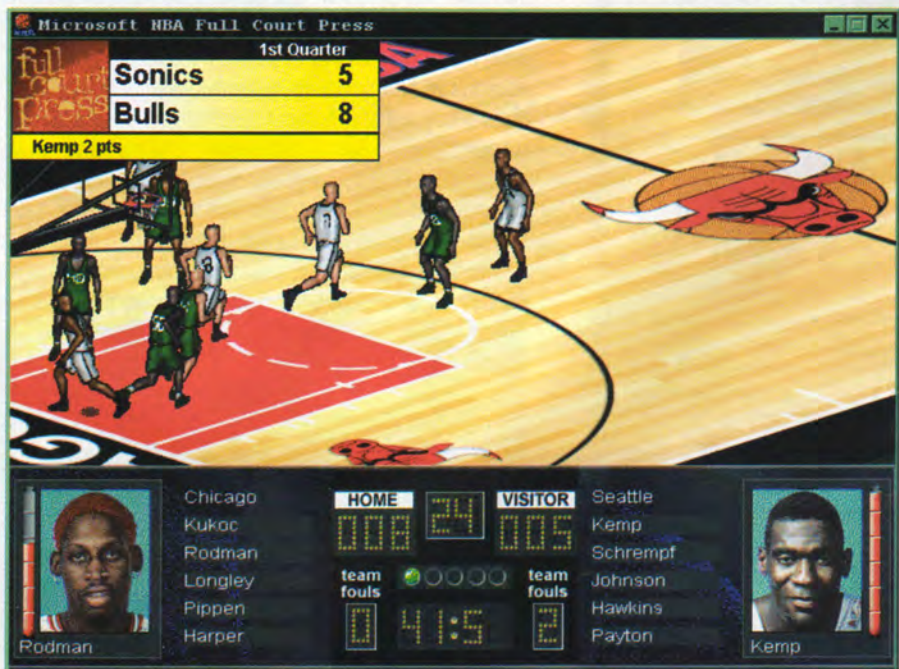 Microsoft NBA Full Court Press
full court press
1st Quarter
Sonics 5
Bulls 8
Kemp 2 pts
Chicago
Kukoc
Rodman
Longley
Pippen
Harper
Rodman
HOME
008
24
VISITOR
005
team fouls
0
41:5
team fouls
2
Seattle
Kemp
Schrempf
Johnson
Hawkins
Payton
Kemp